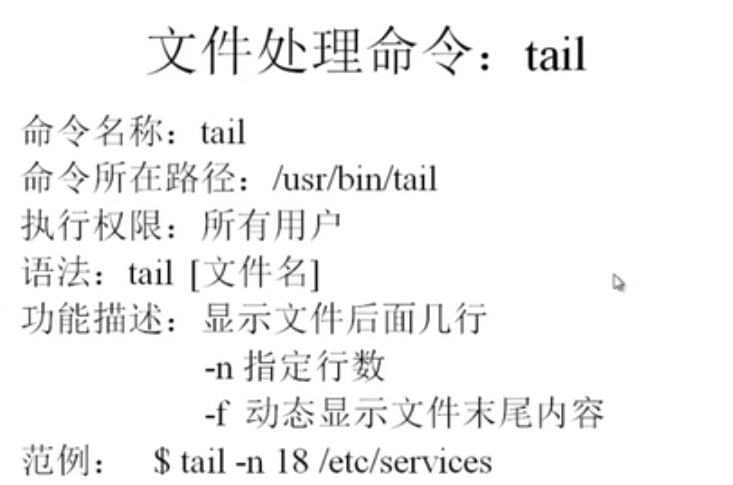 文件处理命令：tail
命令名称：tail
命令所在路径：/usr/bin/tail
执行权限：所有用户
语法：tail [文件名]
功能描述：显示文件后面几行
-n 指定行数
-f 动态显示文件末尾内容
范例： $ tail -n 18 /etc/services